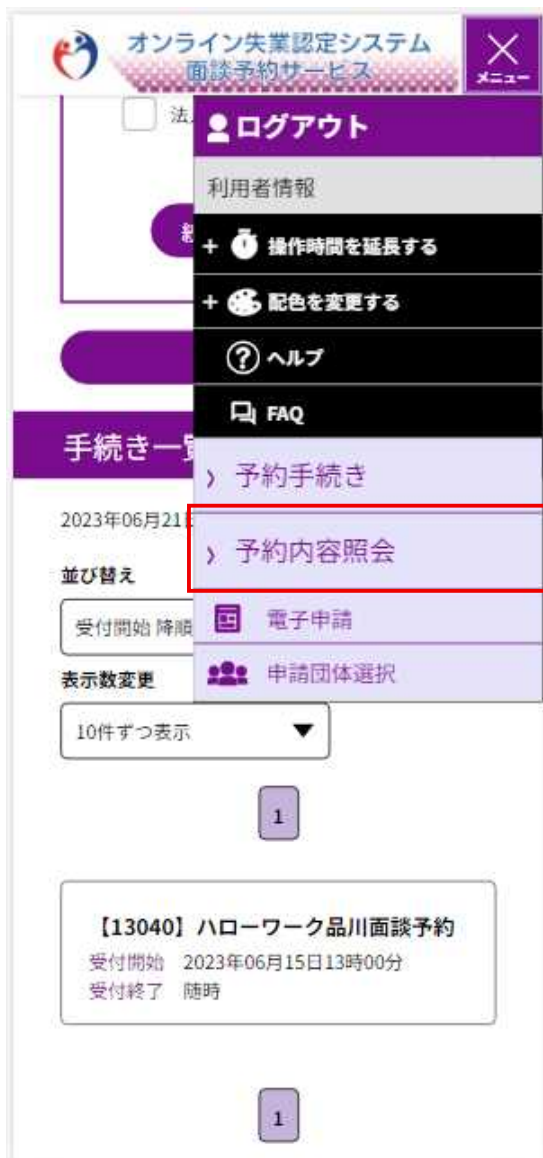 オンライン失業認定システム
面談予約サービス
メニュー
法
ログアウト
利用者情報
+ 操作時間を延長する
+ 配色を変更する
? ヘルプ
FAQ
手続き一
› 予約手続き
2023年06月21
› 予約内容照会
並び替え
受付開始 降順
電子申請
表示数変更
申請団体選択
10件ずつ表示
1
【13040】ハローワーク品川面談予約
受付開始 2023年06月15日13時00分
受付終了 随時
1